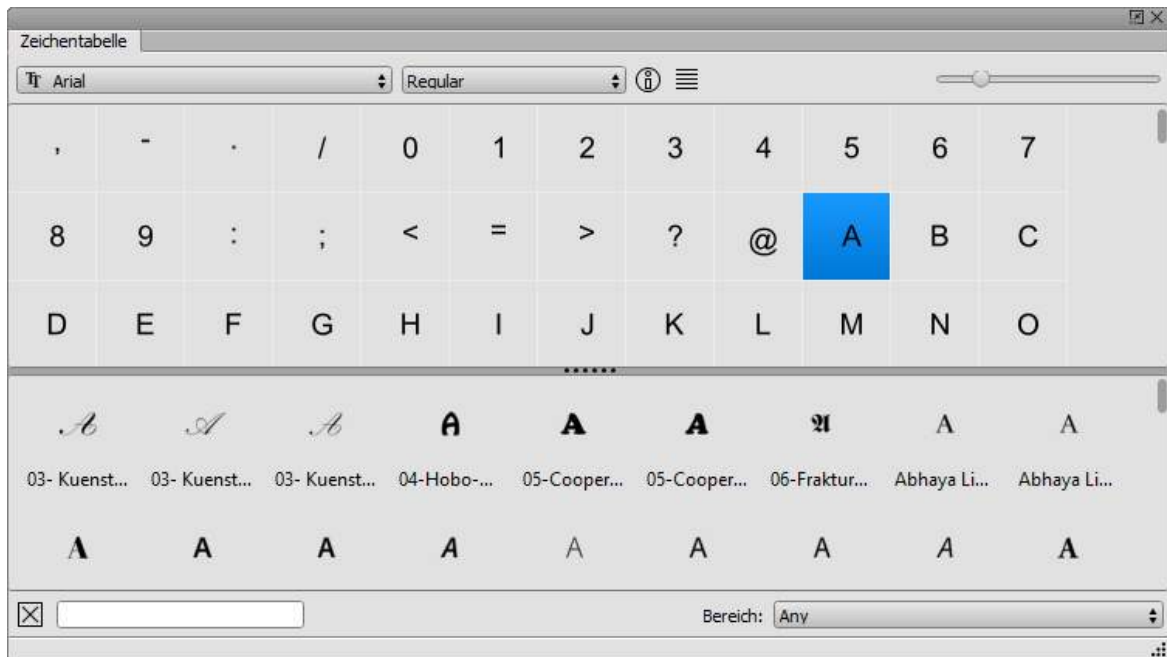 Zeichentabelle
Arial Regular
, - . / 0 1 2 3 4 5 6 7
8 9 : ; < = > ? @ A B C
D E F G H I J K L M N O
A A A A A A 𝕬 A A
03- Kuenst... 03- Kuenst... 03- Kuenst... 04-Hobo-... 05-Cooper... 05-Cooper... 06-Fraktur... Abhaya Li... Abhaya Li...
A A A A A A A A A
Bereich: Any